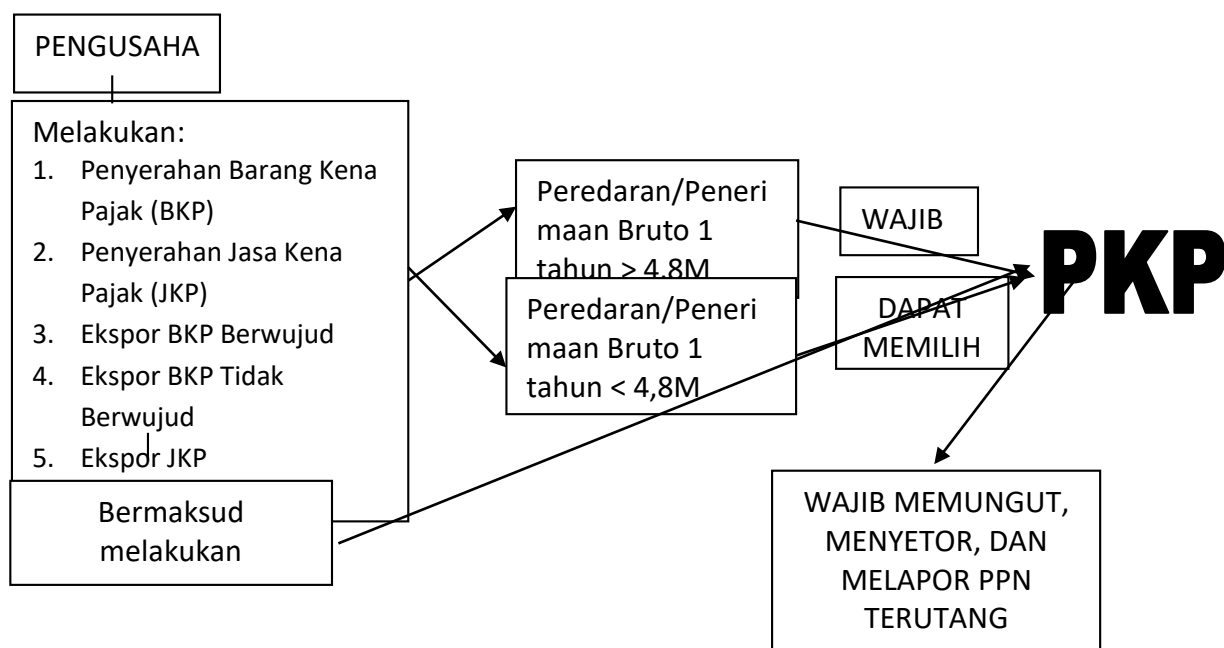 PENGUSAHA
Melakukan:
1. Penyerahan Barang Kena
Pajak (BKP)
2. Penyerahan Jasa Kena
Pajak (JKP)
3. Ekspor BKP Berwujud
4. Ekspor BKP Tidak
Berwujud
5. Ekspor JKP
Bermaksud
melakukan
Peredaran/Peneri
maan Bruto 1
tahun > 4,8M
Peredaran/Peneri
maan Bruto 1
tahun < 4,8M
WAJIB
DAPAT
MEMILIH
PKP
WAJIB MEMUNGUT,
MENYETOR, DAN
MELAPOR PPN
TERUTANG